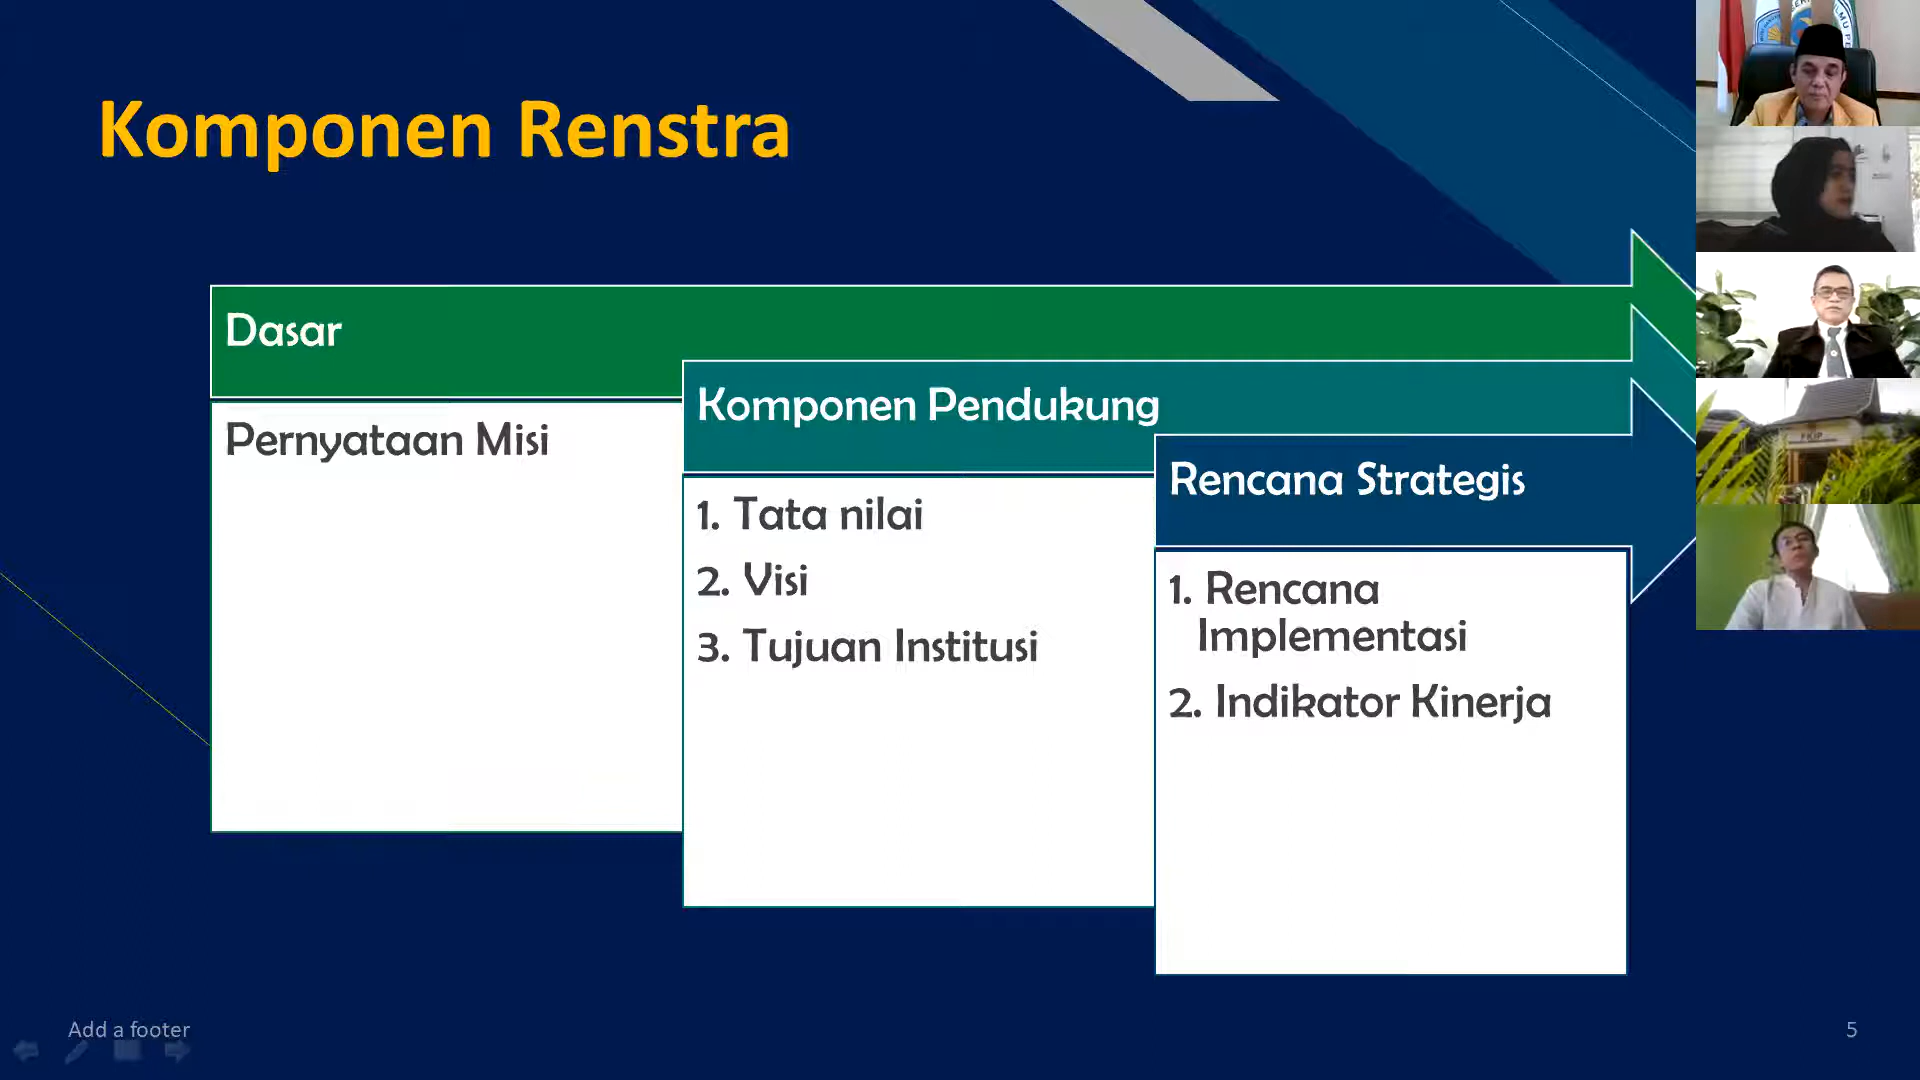 Komponen Renstra
Dasar
Pernyataan Misi
Komponen Pendukung
1. Tata nilai
2. Visi
3. Tujuan Institusi
Rencana Strategis
1. Rencana
Implementasi
2. Indikator Kinerja
FKIP
Add a footer
5